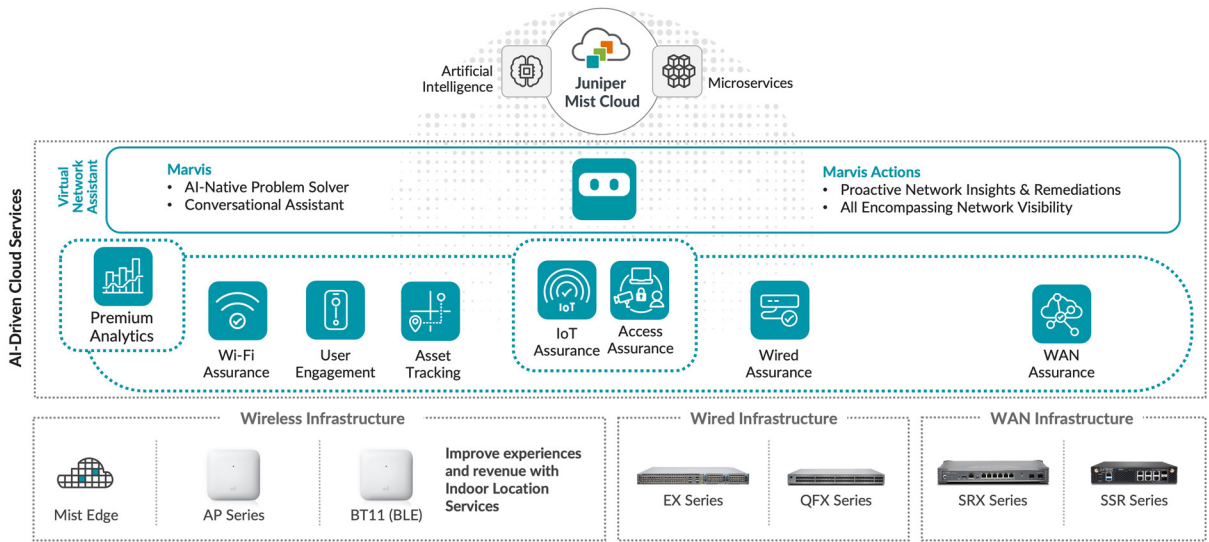 Artificial
Intelligence
Juniper
Mist Cloud
Microservices
AI-Driven Cloud Services
Virtual
Network
Assistant
Marvis
• AI-Native Problem Solver
• Conversational Assistant
Marvis Actions
• Proactive Network Insights & Remediations
• All Encompassing Network Visibility
Premium
Analytics
Wi-Fi
Assurance
User
Engagement
Asset
Tracking
IoT
IoT
Assurance
Access
Assurance
Wired
Assurance
WAN
Assurance
Wireless Infrastructure
Mist Edge
AP Series
BT11 (BLE)
Improve experiences
and revenue with
Indoor Location
Services
Wired Infrastructure
EX Series
QFX Series
WAN Infrastructure
SRX Series
SSR Series